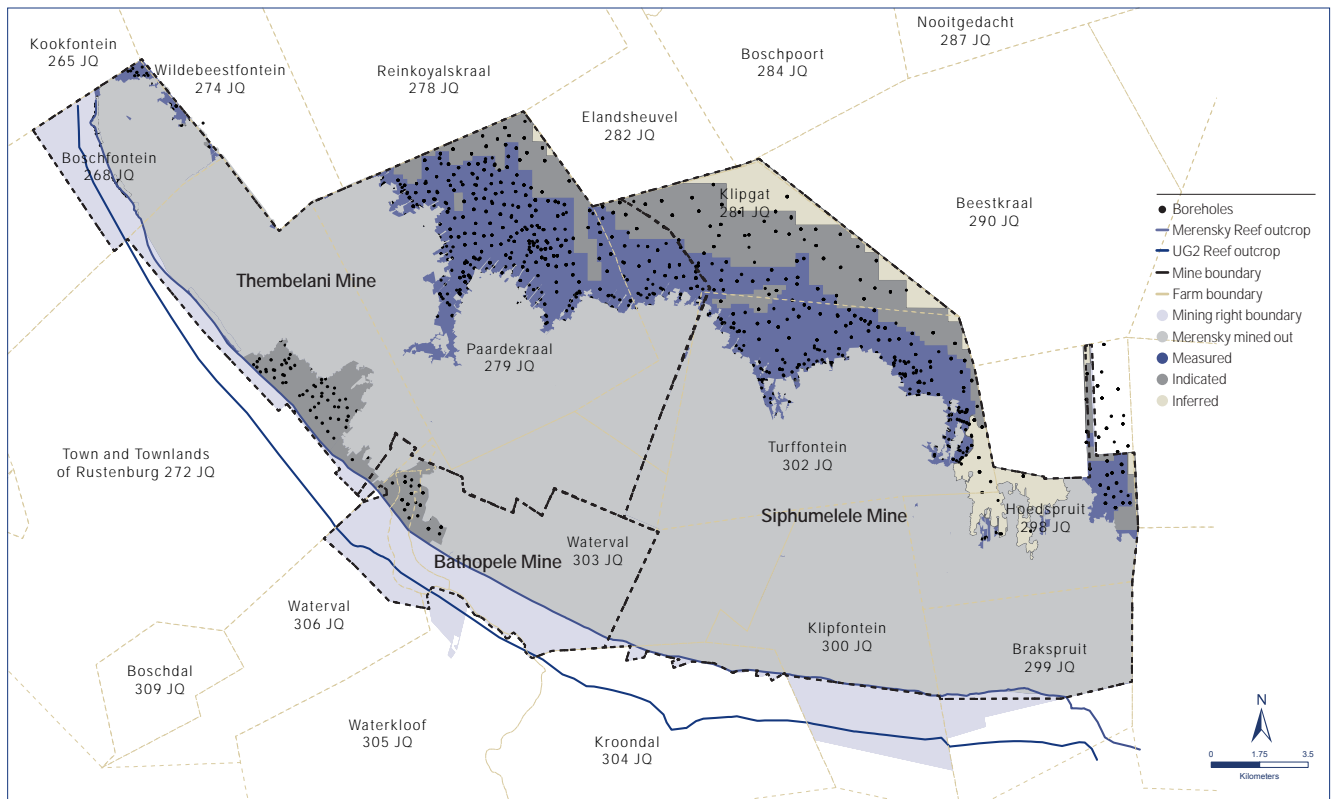 Nooitgedacht
287 JQ
Kookfontein
265 JQ
Wildebeestfontein
274 JQ
Reinkoyalskraal
278 JQ
Boschpoort
284 JQ
Elandsheuvel
282 JQ
Boschfontein
268 JQ
Klipgat
281 JQ
Beestkraal
290 JQ
Boreholes
Merensky Reef outcrop
UG2 Reef outcrop
Mine boundary
Farm boundary
Mining right boundary
Merensky mined out
Measured
Indicated
Inferred
Thembelani Mine
Paardekraal
279 JQ
Town and Townlands
of Rustenburg 272 JQ
Turffontein
302 JQ
Siphumelele Mine
Hoedspruit
298 JQ
Bathopele Mine
Waterval
303 JQ
Waterval
306 JQ
Klipfontein
300 JQ
Brakspruit
299 JQ
Boschdal
309 JQ
Waterkloof
305 JQ
Kroondal
304 JQ
N
0 1.75 3.5
Kilometers